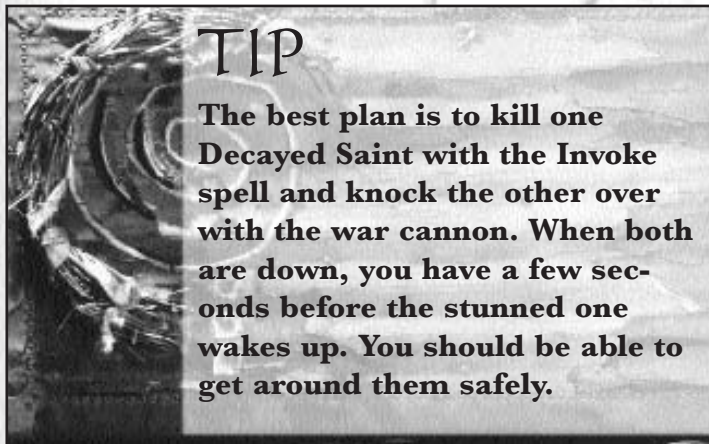 TIP
The best plan is to kill one
Decayed Saint with the Invoke
spell and knock the other over
with the war cannon. When both
are down, you have a few sec-
onds before the stunned one
wakes up. You should be able to
get around them safely.